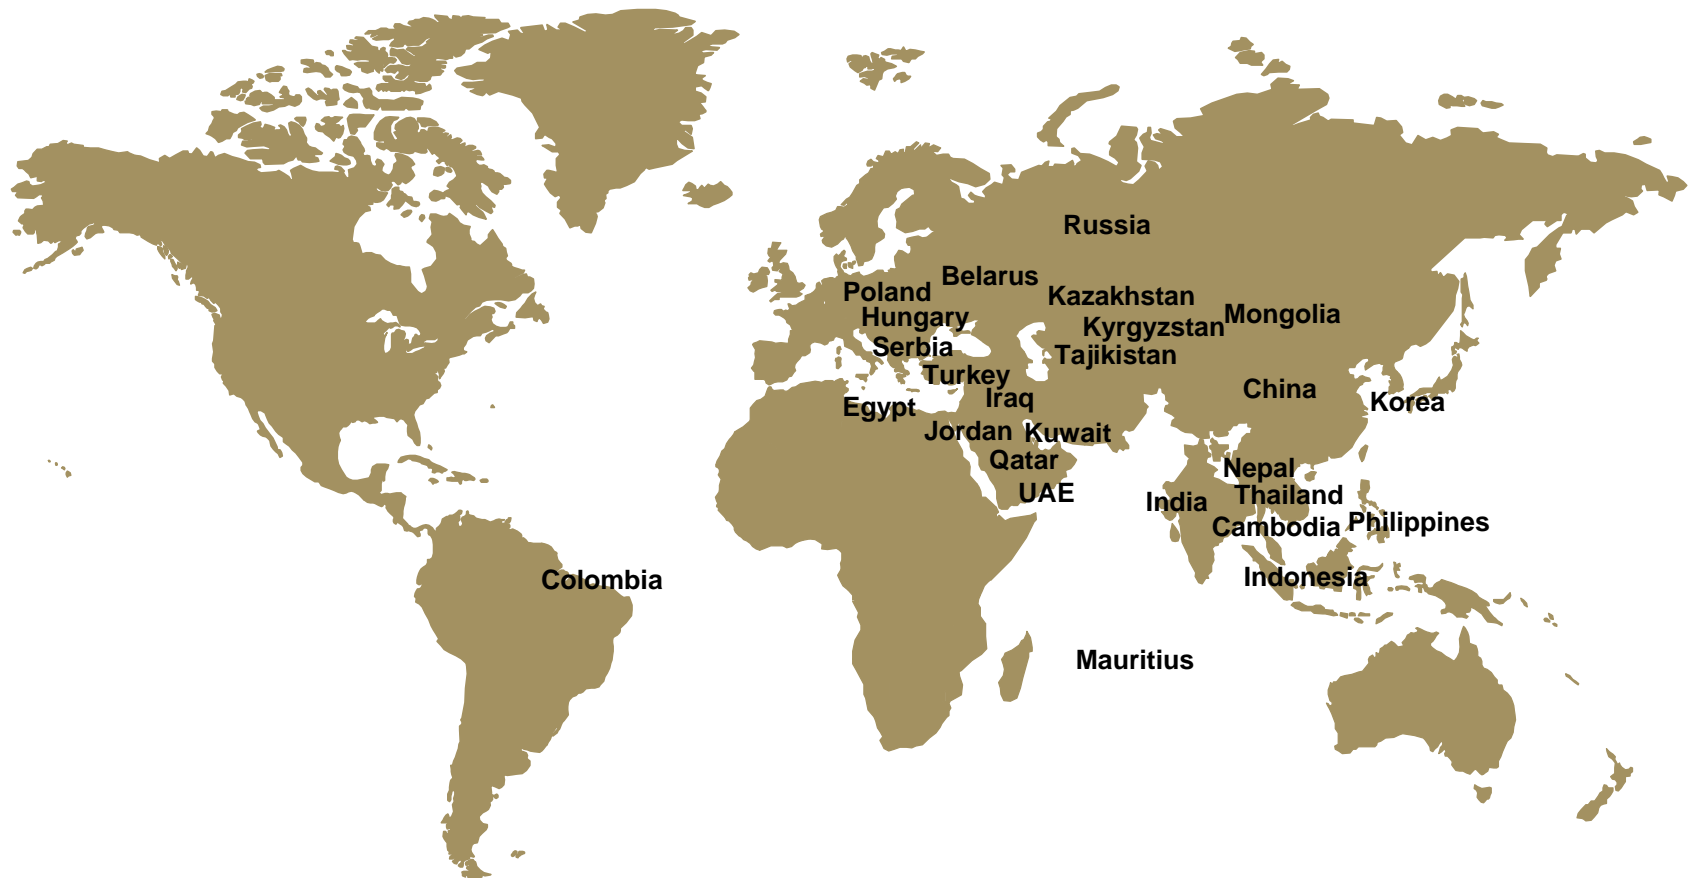 Russia
Belarus
Poland
Kazakhstan
Hungary
Mongolia
Kyrgyzstan
Serbia
Tajikistan
Turkey
China
Iraq
Korea
Egypt
Jordan
Kuwait
Qatar
Nepal
UAE
Thailand
India
Philippines
Cambodia
Indonesia
Colombia
Mauritius